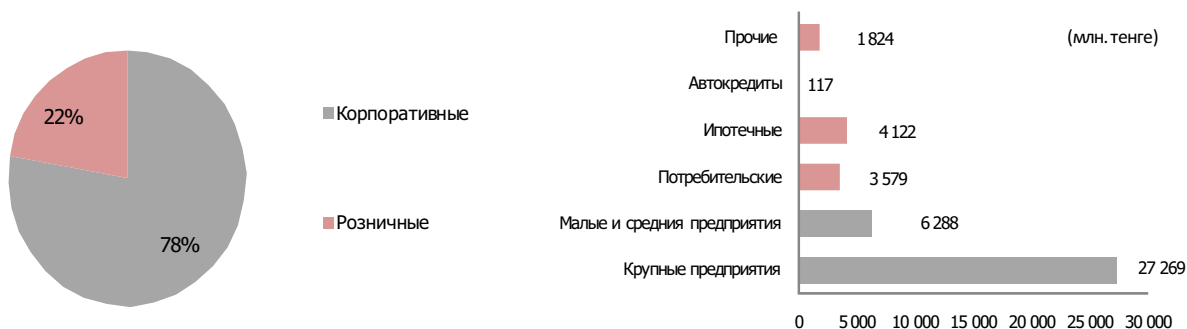 22%
78%
Корпоративные
Розничные
(млн. тенге)
Прочие 1 824
Автокредиты 117
Ипотечные 4 122
Потребительские 3 579
Малые и средния предприятия 6 288
Крупные предприятия 27 269
0 5 000 10 000 15 000 20 000 25 000 30 000